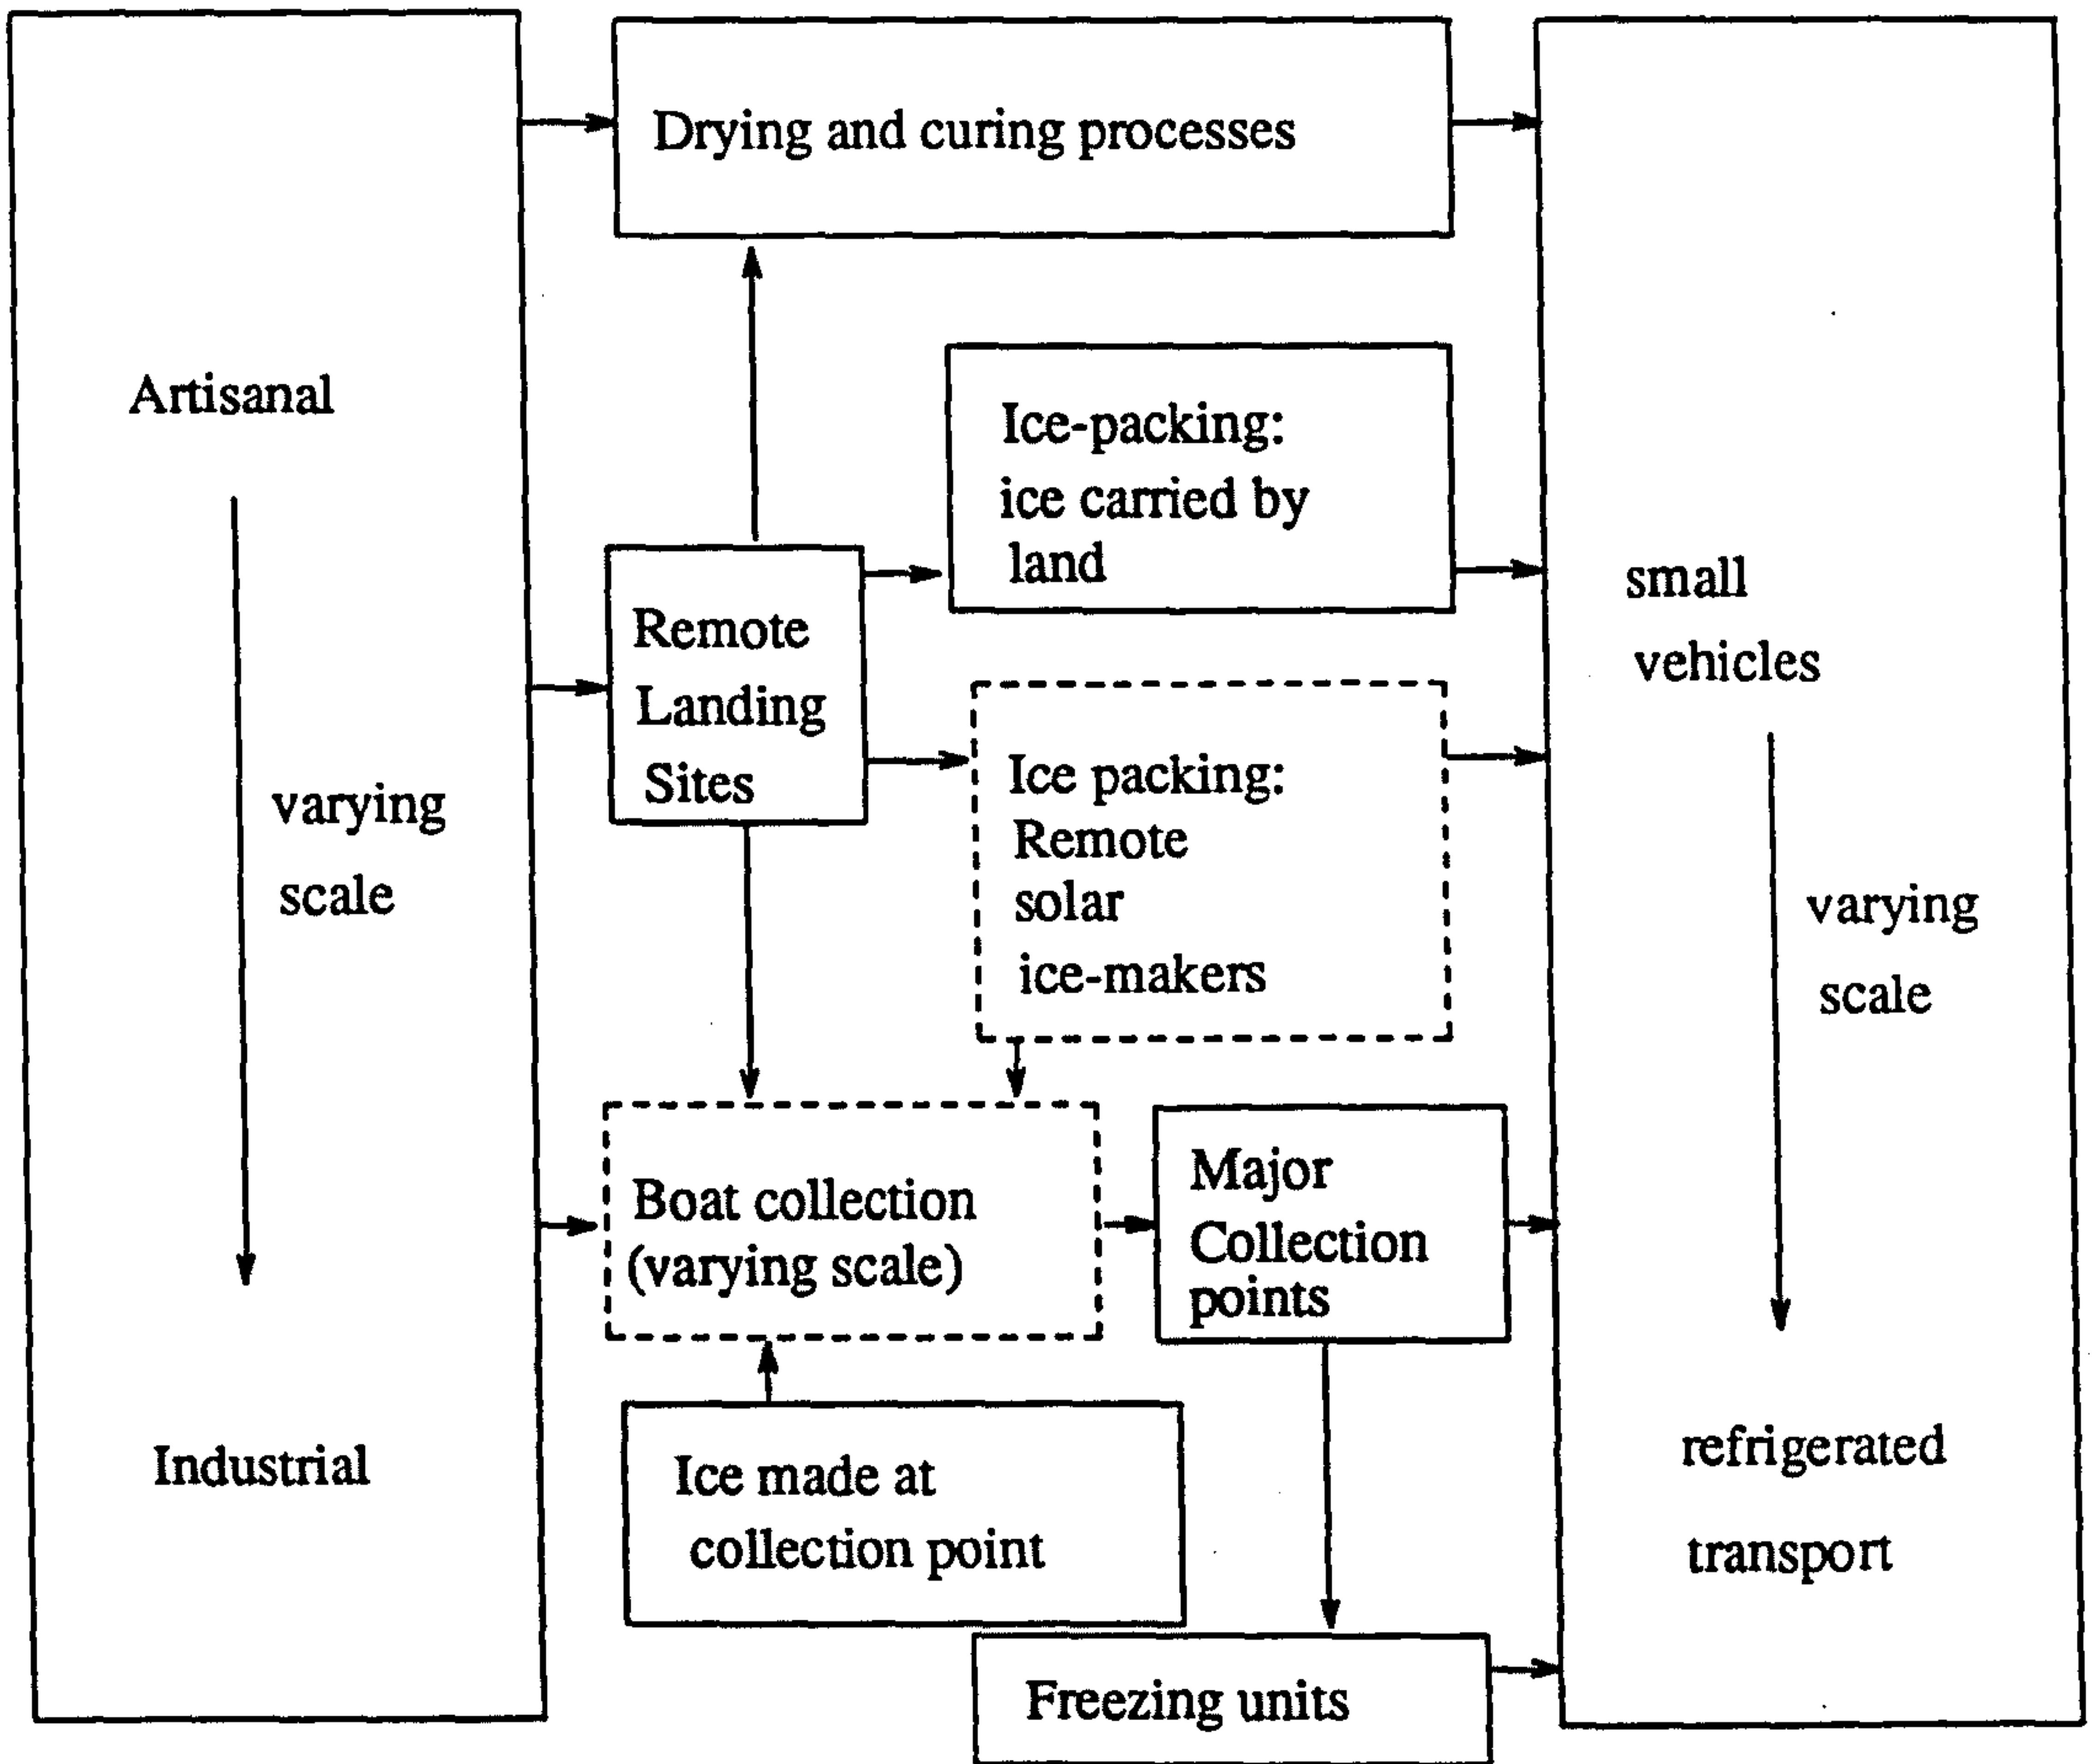 Artisanal
varying
scale
Industrial
Drying and curing processes
Ice-packing:
ice carried by
land
Remote
Landing
Sites
Ice packing:
Remote
solar
ice-makers
Boat collection
(varying scale)
Major
Collection
points
Ice made at
collection point
Freezing units
small
vehicles
varying
scale
refrigerated
transport